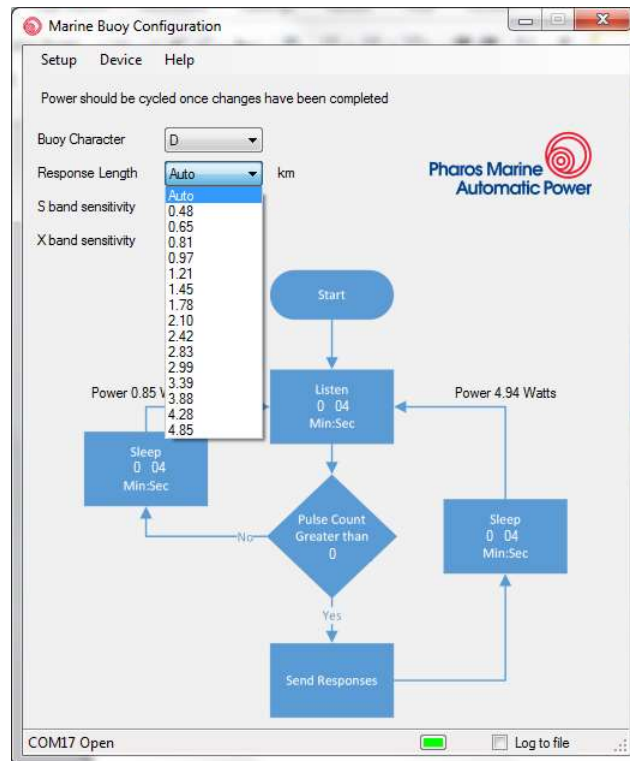 Marine Buoy Configuration
Setup Device Help
Power should be cycled once changes have been completed
Buoy Character D
Response Length Auto km
S band sensitivity
X band sensitivity
Pharos Marine
Automatic Power
Auto
0.48
0.65
0.81
0.97
1.21
1.45
1.78
2.10
2.42
2.83
2.99
3.39
3.88
4.28
4.85
Start
Power 0.85
Listen
0 04
Min:Sec
Power 4.94 Watts
Sleep
0 04
Min:Sec
Pulse Count
Greater than
0
No
Yes
Sleep
0 04
Min:Sec
Send Responses
COM17 Open
Log to file